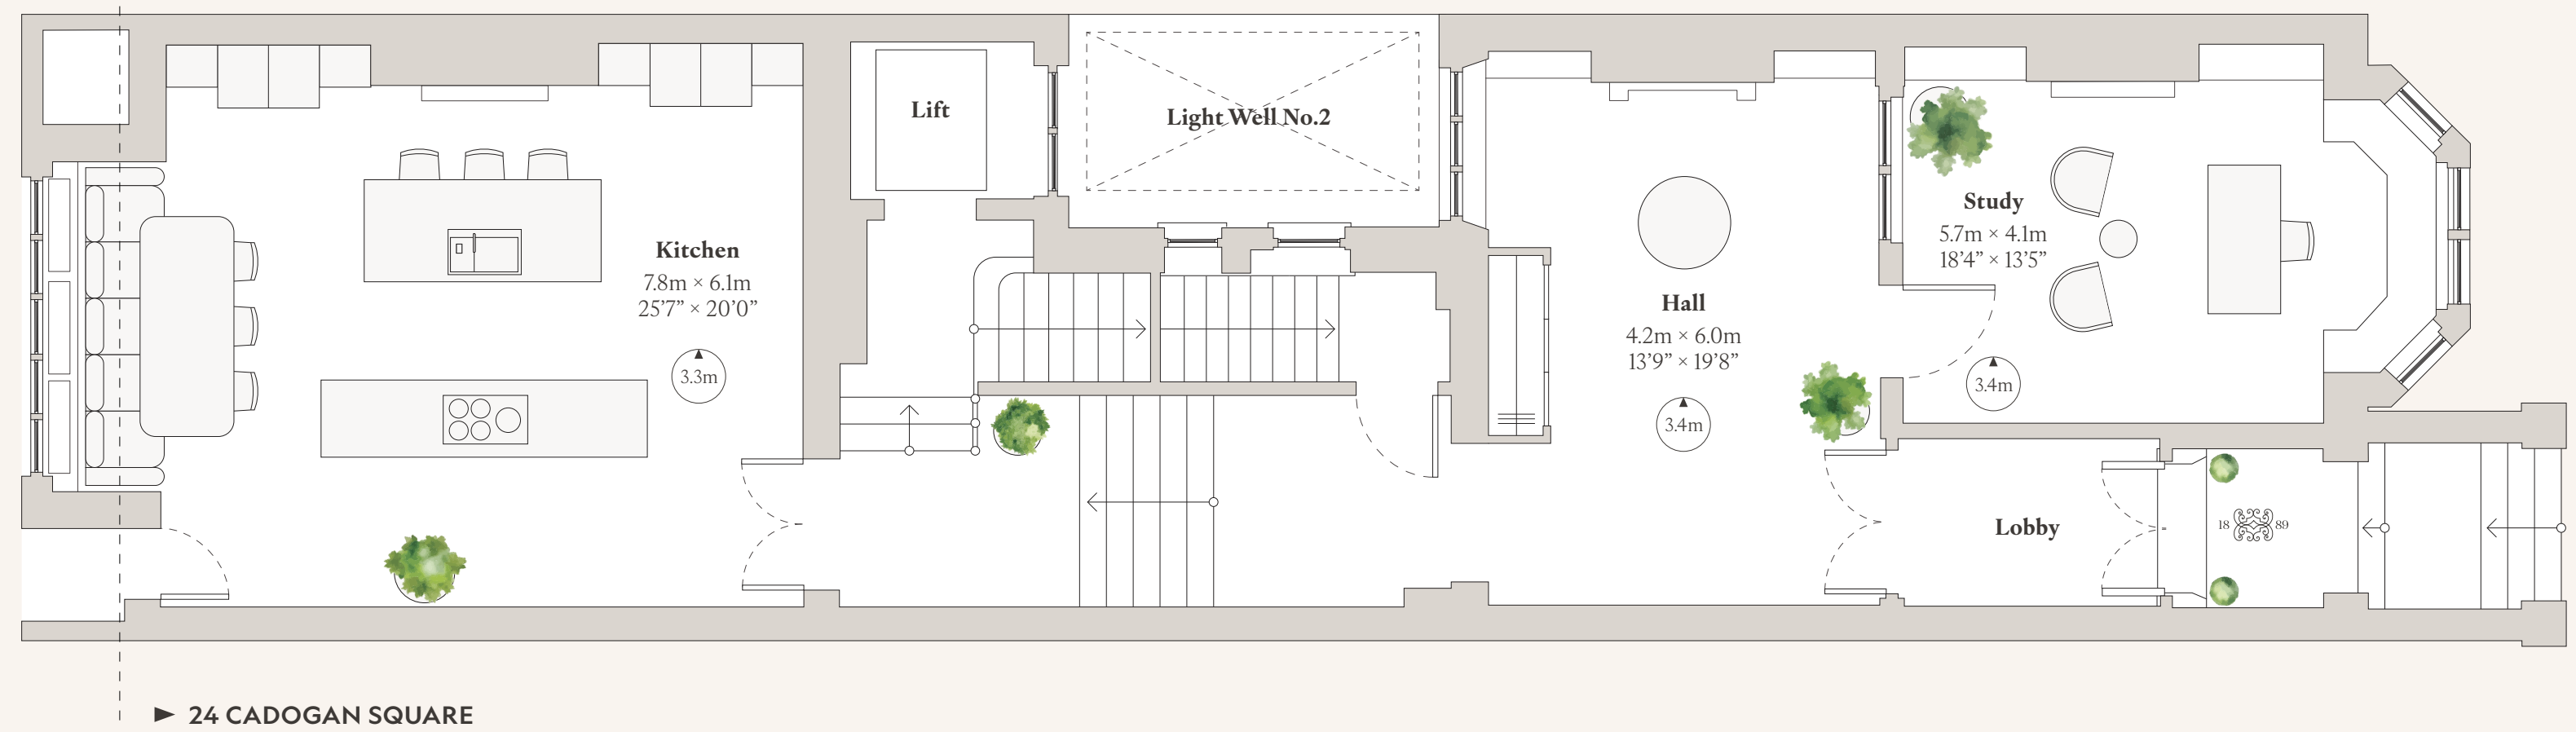 Kitchen
7.8m × 6.1m
25’7” × 20’0”
3.3m
Lift
Light Well No.2
Hall
4.2m × 6.0m
13’9” × 19’8”
3.4m
Study
5.7m × 4.1m
18’4” × 13’5”
3.4m
Lobby
18 89
24 CADOGAN SQUARE